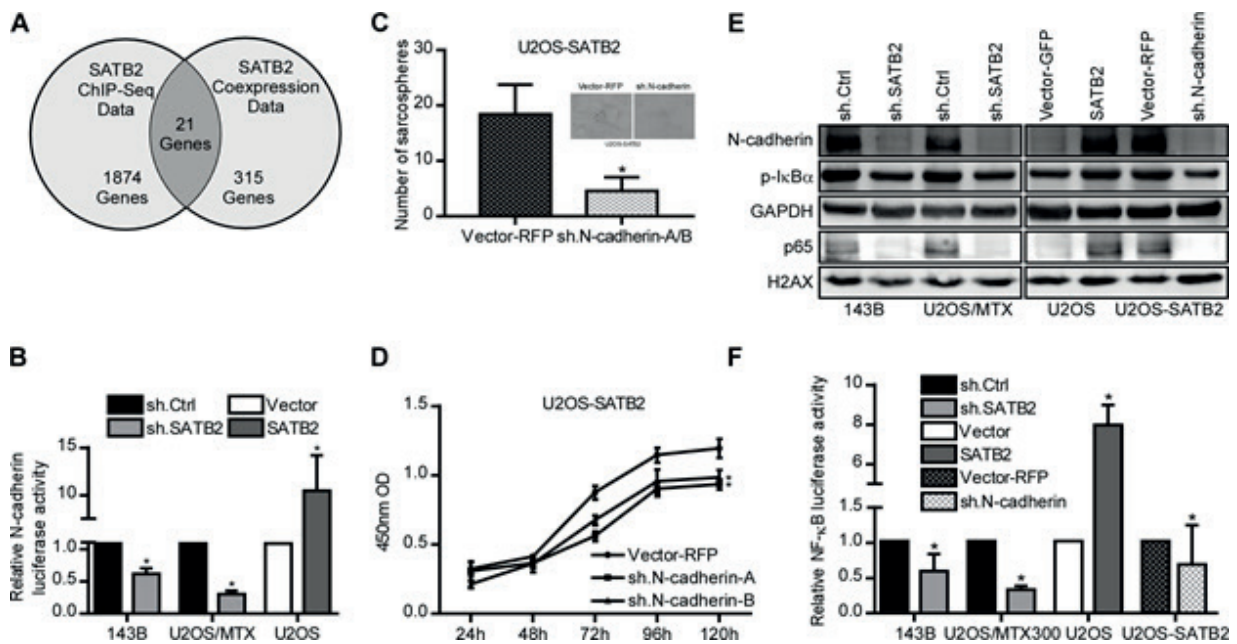 A
SATB2
ChIP-Seq
Data
SATB2
Coexpression
Data
21
Genes
1874
Genes
315
Genes
C
U2OS-SATB2
Number of sarcospheres
30
20
10
0
Vector-RFP sh.N-cadherin
U2OS-SATB2
*
Vector-RFP sh.N-cadherin-A/B
E
sh.Ctrl
sh.SATB2
sh.Ctrl
sh.SATB2
Vector-GFP
SATB2
Vector-RFP
sh.N-cadherin
N-cadherin
p-IκBα
GAPDH
p65
H2AX
143B U2OS/MTX U2OS U2OS-SATB2
B
sh.Ctrl Vector
sh.SATB2 SATB2
Relative N-cadherin
luciferase activity
15
10
5
1.0
0.5
0.0
* * *
143B U2OS/MTX U2OS
D
U2OS-SATB2
450nm OD
1.5
1.0
0.5
0.0
*
*
Vector-RFP
sh.N-cadherin-A
sh.N-cadherin-B
24h 48h 72h 96h 120h
F
sh.Ctrl
sh.SATB2
Vector
SATB2
Vector-RFP
sh.N-cadherin
Relative NF-κB luciferase activity
10
8
6
4
2
1.0
0.5
0.0
* * * *
143B U2OS/MTX300 U2OS U2OS-SATB2